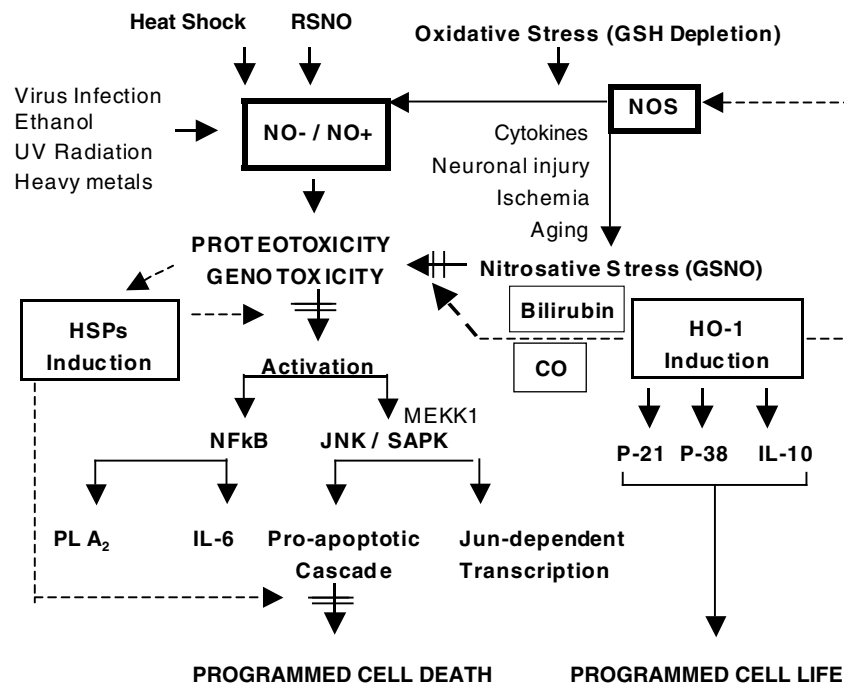 Heat Shock
RSNO
Oxidative Stress (GSH Depletion)
Virus Infection
Ethanol
UV Radiation
Heavy metals
NO- / NO+
NOS
Cytokines
Neuronal injury
Ischemia
Aging
PROTEOTOXICITY
GENOTOXICITY
Nitrosative Stress (GSNO)
HSPs
Induction
Bilirubin
CO
HO-1
Induction
Activation
MEKK1
NFkB
JNK / SAPK
P-21
P-38
IL-10
PLA₂
IL-6
Pro-apoptotic
Cascade
Jun-dependent
Transcription
PROGRAMMED CELL DEATH
PROGRAMMED CELL LIFE